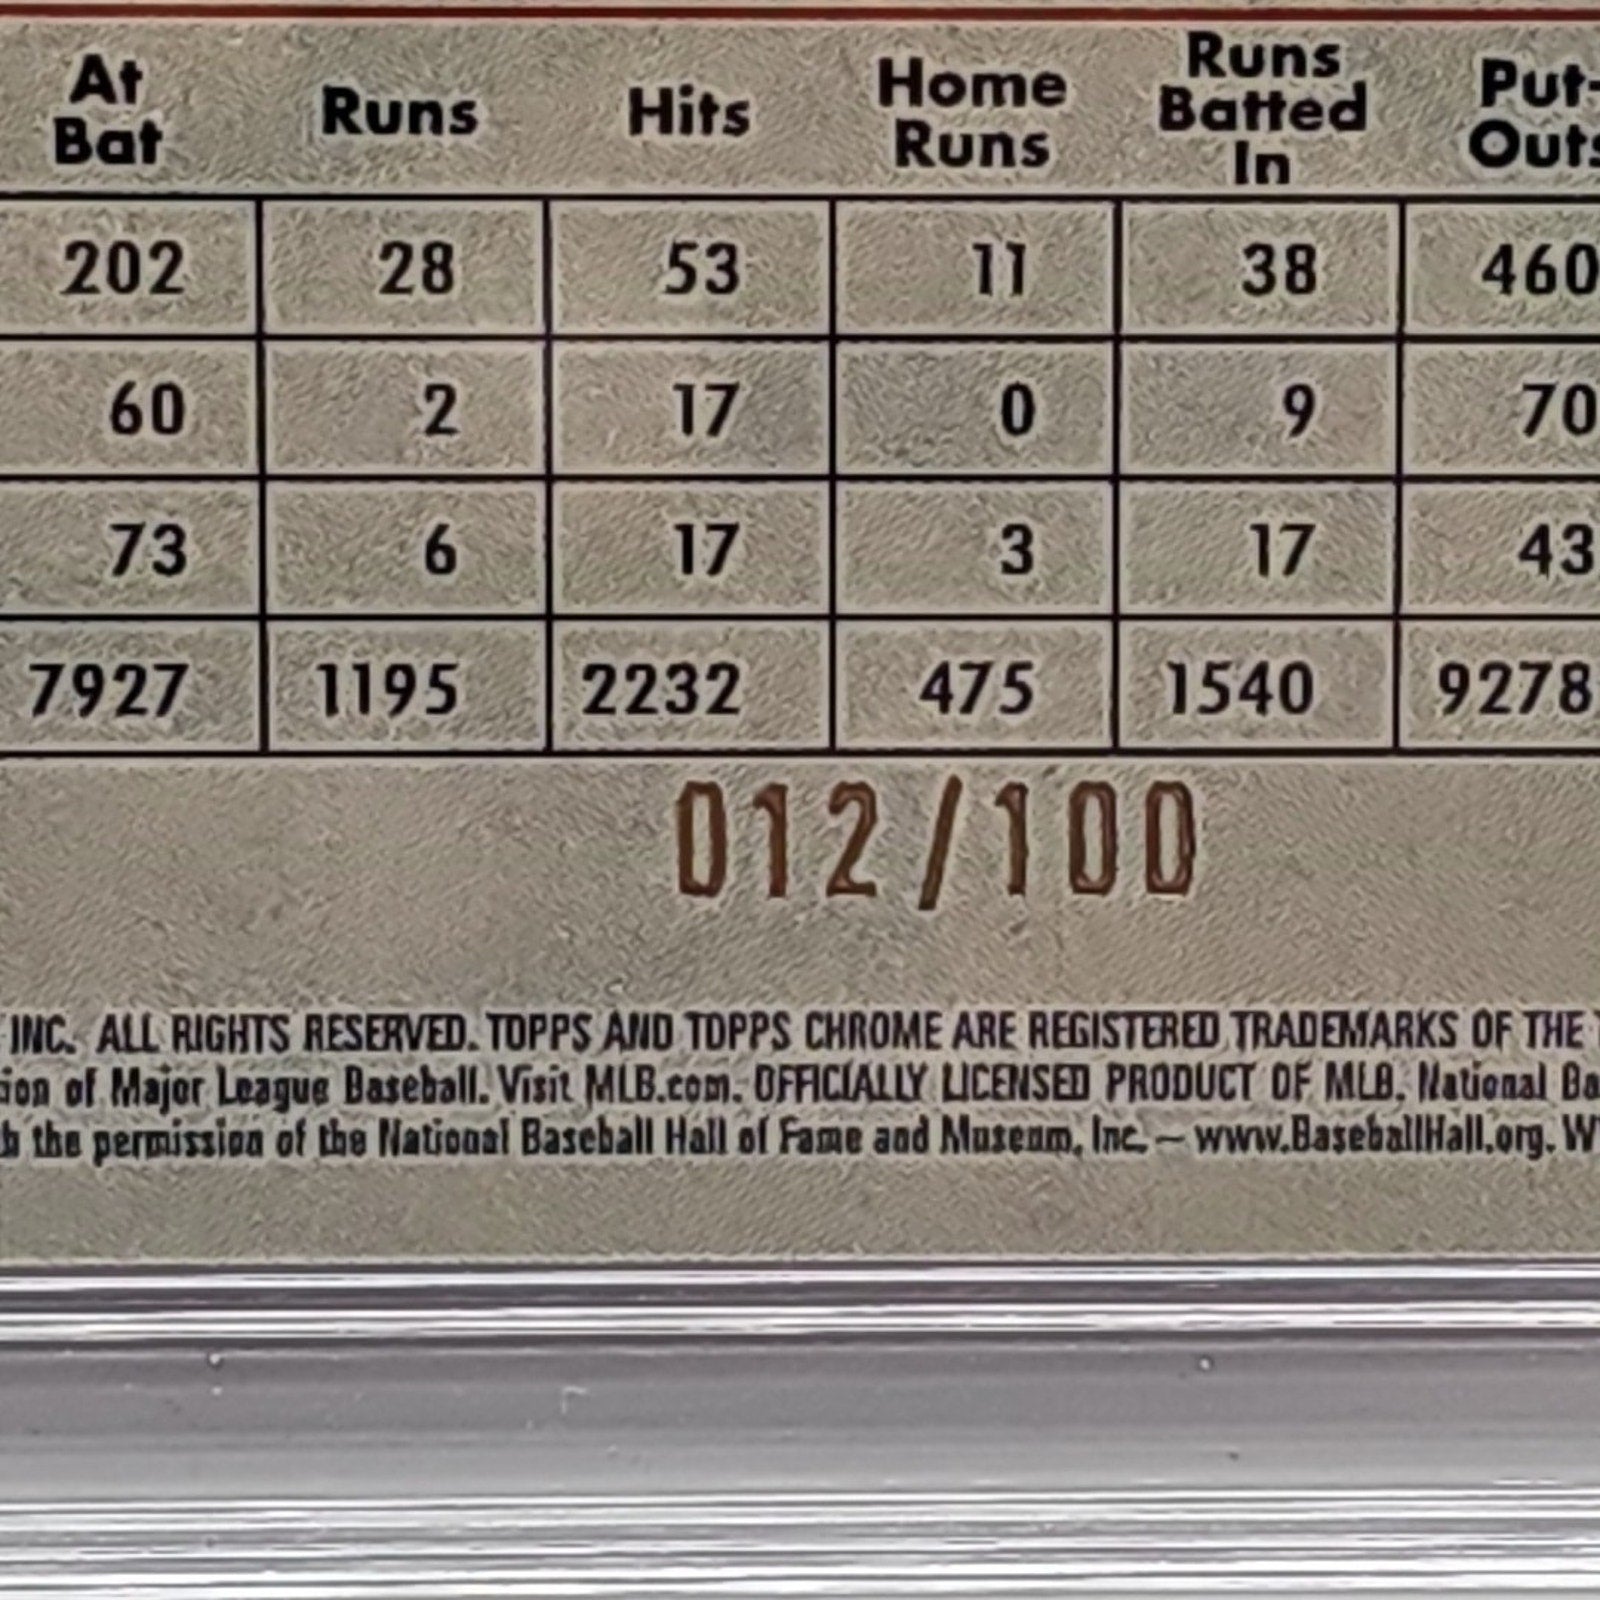 At Bat Runs Hits Home Runs Runs Batted In Put- Outs
202 28 53 11 38 460
60 2 17 0 9 70
73 6 17 3 17 43
7927 1195 2232 475 1540 9278
012/100
INC. ALL RIGHTS RESERVED. TOPPS AND TOPPS CHROME ARE REGISTERED TRADEMARKS OF THE
of Major League Baseball. Visit MLB.com. OFFICIALLY LICENSED PRODUCT OF MLB. National
the permission of the National Baseball Hall of Fame and Museum, Inc. ~ www.BaseballHall.org.